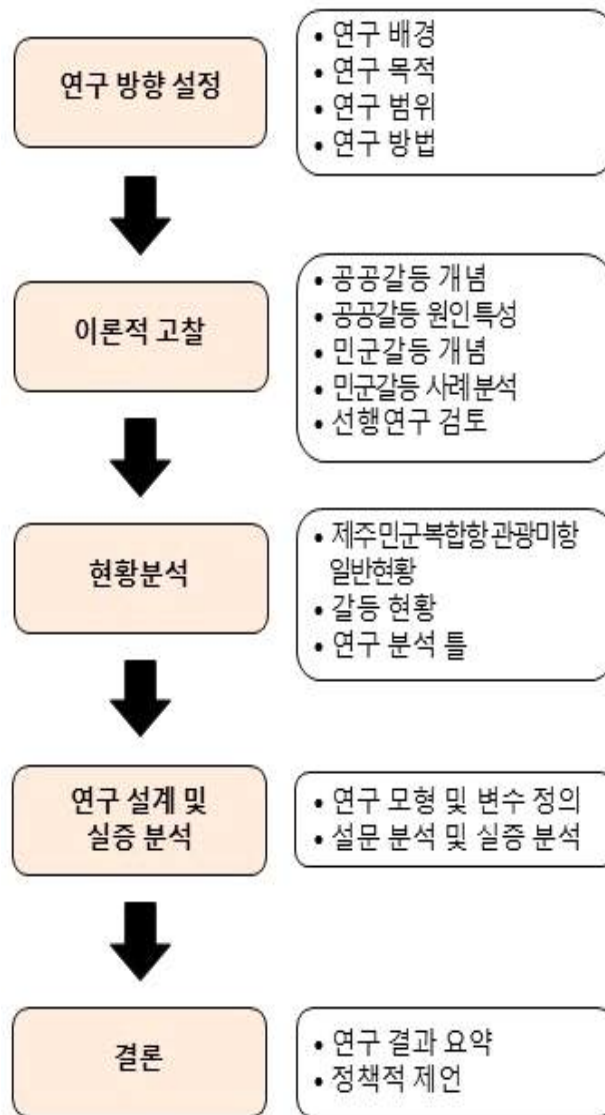 연구 방향 설정
• 연구 배경
• 연구 목적
• 연구 범위
• 연구 방법
이론적 고찰
• 공공갈등 개념
• 공공갈등 원인특성
• 민군갈등 개념
• 민군갈등 사례 분석
• 선행연구 검토
현황분석
• 제주민군복합항 관광미항
일반현황
• 갈등 현황
• 연구 분석 틀
연구 설계 및
실증 분석
• 연구 모형 및 변수 정의
• 설문 분석 및 실증 분석
결론
• 연구 결과 요약
• 정책적 제언